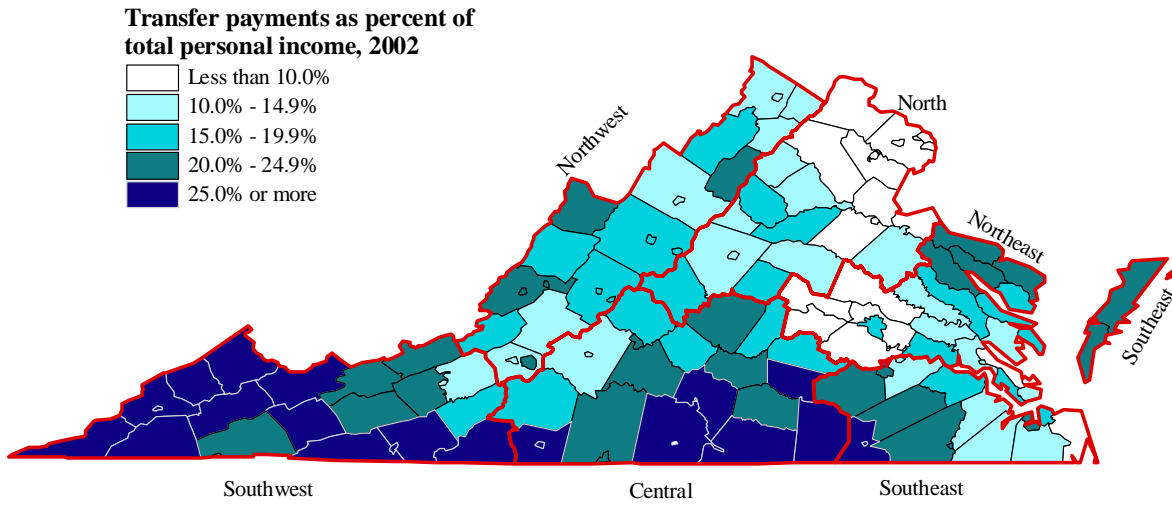 Transfer payments as percent of
total personal income, 2002
Less than 10.0%
10.0% - 14.9%
15.0% - 19.9%
20.0% - 24.9%
25.0% or more
North
Northwest
Northeast
Southeast
Southwest
Central
Southeast